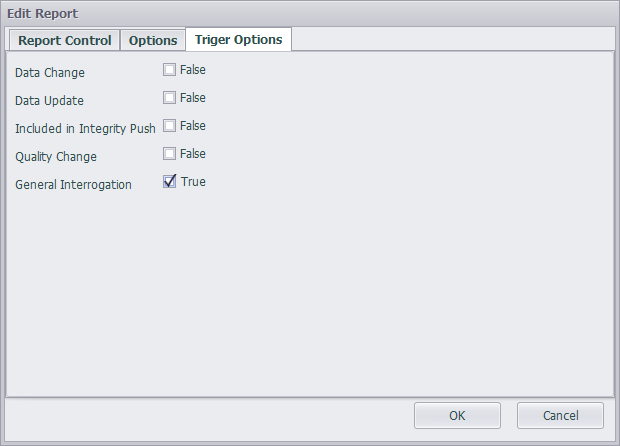 Edit Report
Report Control Options Triger Options
Data Change False
Data Update False
Included in Integrity Push False
Quality Change False
General Interrogation True
OK Cancel